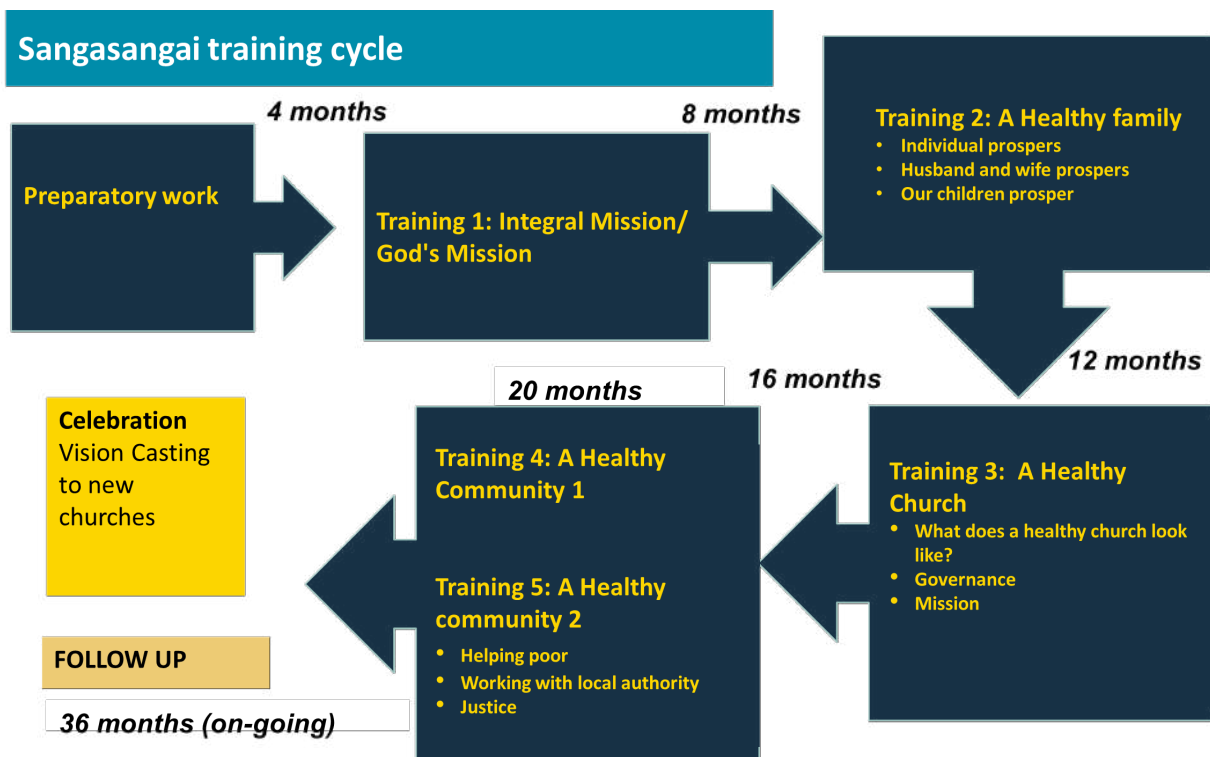 Sangasangai training cycle
4 months
8 months
Preparatory work
Training 1: Integral Mission/
God's Mission
Training 2: A Healthy family
• Individual prospers
• Husband and wife prospers
• Our children prosper
12 months
16 months
20 months
Training 3:  A Healthy
Church
• What does a healthy church look
like?
• Governance
• Mission
Training 4: A Healthy
Community 1
Training 5: A Healthy
community 2
• Helping poor
• Working with local authority
• Justice
Celebration
Vision Casting
to new
churches
FOLLOW UP
36 months (on-going)